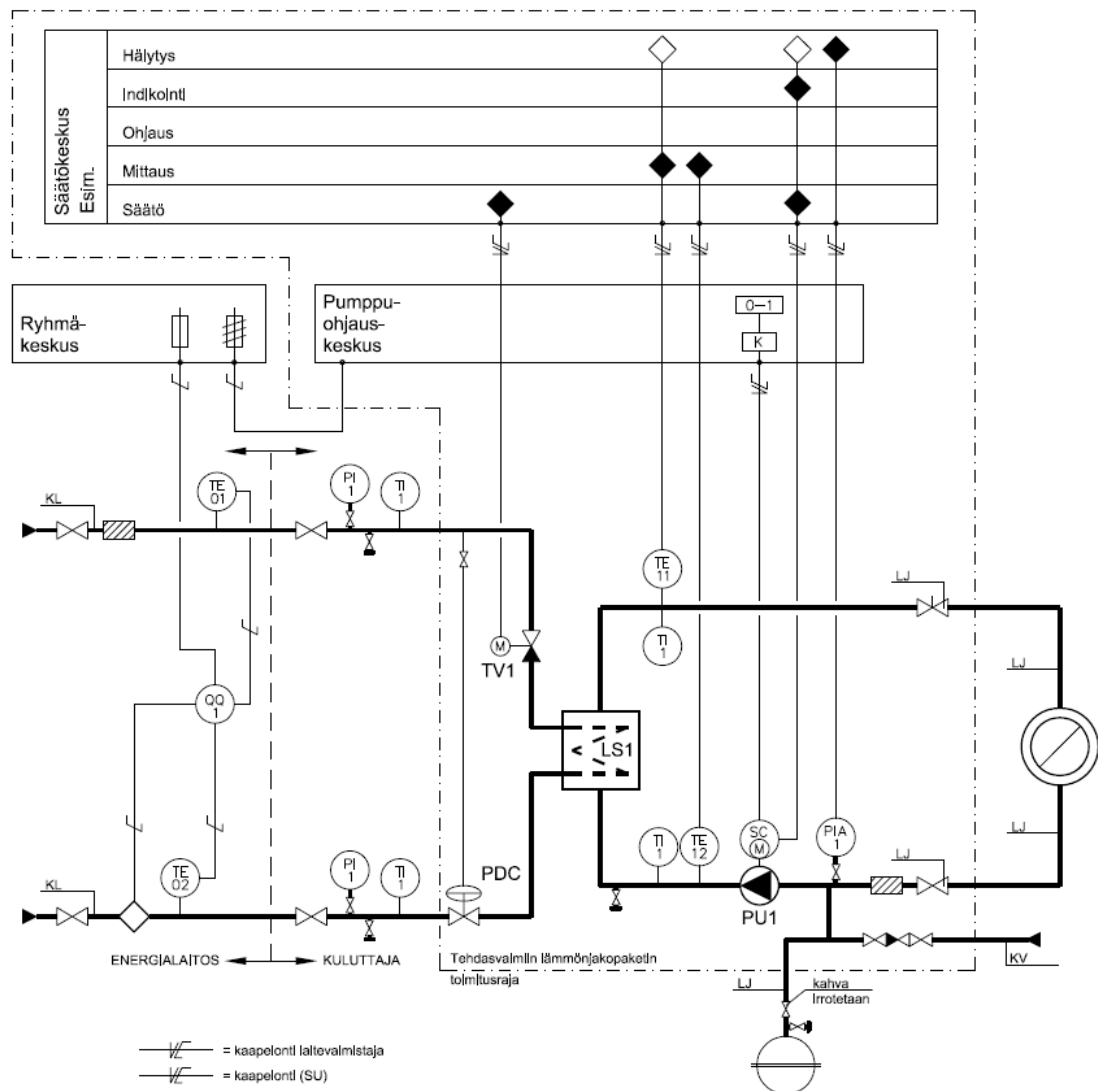 Säätökeskus
Esim.
Hälytys
Indikointi
Ohjaus
Mittaus
Säätö
Ryhmä-
keskus
Pumppu-
ohjaus-
keskus
0–1
K
KL
TE
01
PI
1
TI
1
TE
11
TI
1
LJ
M
TV1
LJ
QQ
1
LS1
TI
1
TE
12
SC
M
PIA
1
LJ
LJ
PU1
KL
TE
02
PI
1
TI
1
PDC
ENERGIALAITOS
KULUTTAJA
Tehdasvalmiin lämmönjakopaketin
toimitusraja
KV
LJ
kahva
irrotetaan
= kaapelointi laitevalmistaja
= kaapelointi (SU)